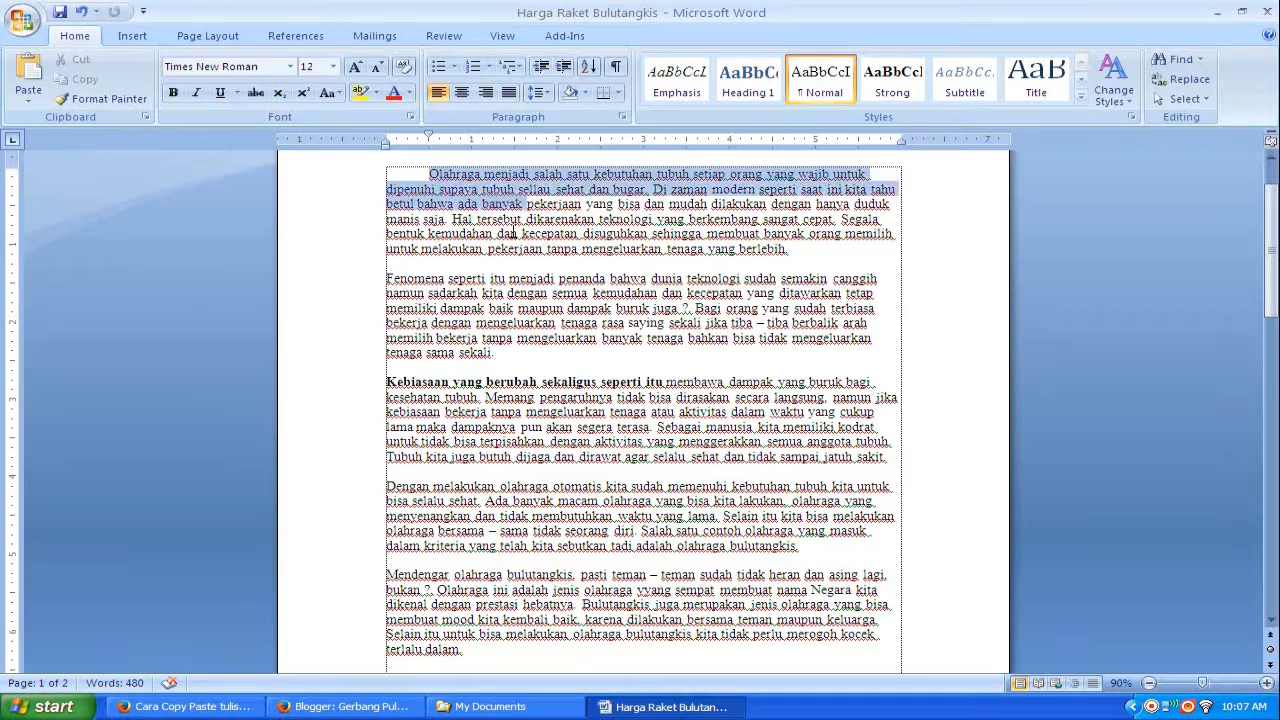 Harga Raket Bulutangkis - Microsoft Word
Home Insert Page Layout References Mailings Review View Add-Ins
Paste
Cut
Copy
Format Painter
Clipboard
Times New Roman 12
B I U abc X₂ X² Aa
Font
Paragraph
AaBbCcI AaBbCc AaBbCcI AaBbCcl AaBbCcI AaBb
Emphasis Heading 1 ¶ Normal Strong Subtitle Title
Change Styles
Styles
Find
Replace
Select
Editing
1 1 2 3 4 5 7
Olahraga menjadi salah satu kebutuhan tubuh setiap orang yang wajib untuk
dipenuhi supaya tubuh sellau sehat dan bugar. Di zaman modern seperti saat ini kita tahu
betul bahwa ada banyak pekerjaan yang bisa dan mudah dilakukan dengan hanya duduk
manis saja. Hal tersebut dikarenakan teknologi yang berkembang sangat cepat. Segala
bentuk kemudahan dan kecepatan disuguhkan sehingga membuat banyak orang memilih
untuk melakukan pekerjaan tanpa mengeluarkan tenaga yang berlebih.
Fenomena seperti itu menjadi penanda bahwa dunia teknologi sudah semakin canggih
namun sadarkah kita dengan semua kemudahan dan kecepatan yang ditawarkan tetap
memiliki dampak baik maupun dampak buruk juga ?. Bagi orang yang sudah terbiasa
bekerja dengan mengeluarkan tenaga rasa saying sekali jika tiba – tiba berbalik arah
memilih bekerja tanpa mengeluarkan banyak tenaga bahkan bisa tidak mengeluarkan
tenaga sama sekali.
Kebiasaan yang berubah sekaligus seperti itu membawa dampak yang buruk bagi
kesehatan tubuh. Memang pengaruhnya tidak bisa dirasakan secara langsung, namun jika
kebiasaan bekerja tanpa mengeluarkan tenaga atau aktivitas dalam waktu yang cukup
lama maka dampaknya pun akan segera terasa. Sebagai manusia kita memiliki kodrat
untuk tidak bisa terpisahkan dengan aktivitas yang menggerakkan semua anggota tubuh.
Tubuh kita juga butuh dijaga dan dirawat agar selalu sehat dan tidak sampai jatuh sakit.
Dengan melakukan olahraga otomatis kita sudah memenuhi kebutuhan tubuh kita untuk
bisa selalu sehat. Ada banyak macam olahraga yang bisa kita lakukan, olahraga yang
menyenangkan dan tidak membutuhkan waktu yang lama. Selain itu kita bisa melakukan
olahraga bersama – sama tidak seorang diri. Salah satu contoh olahraga yang masuk
dalam kriteria yang telah kita sebutkan tadi adalah olahraga bulutangkis.
Mendengar olahraga bulutangkis, pasti teman – teman sudah tidak heran dan asing lagi,
bukan ?. Olahraga ini adalah jenis olahraga yyang sempat membuat nama Negara kita
dikenal dengan prestasi hebatnya. Bulutangkis juga merupakan jenis olahraga yang bisa
membuat mood kita kembali baik, karena dilakukan bersama teman maupun keluarga.
Selain itu untuk bisa melakukan olahraga bulutangkis kita tidak perlu merogoh kocek
terlalu dalam.
Page: 1 of 2 Words: 480 90%
start Cara Copy Paste tulis... Blogger: Gerbang Pul... My Documents Harga Raket Bulutan... 10:07 AM